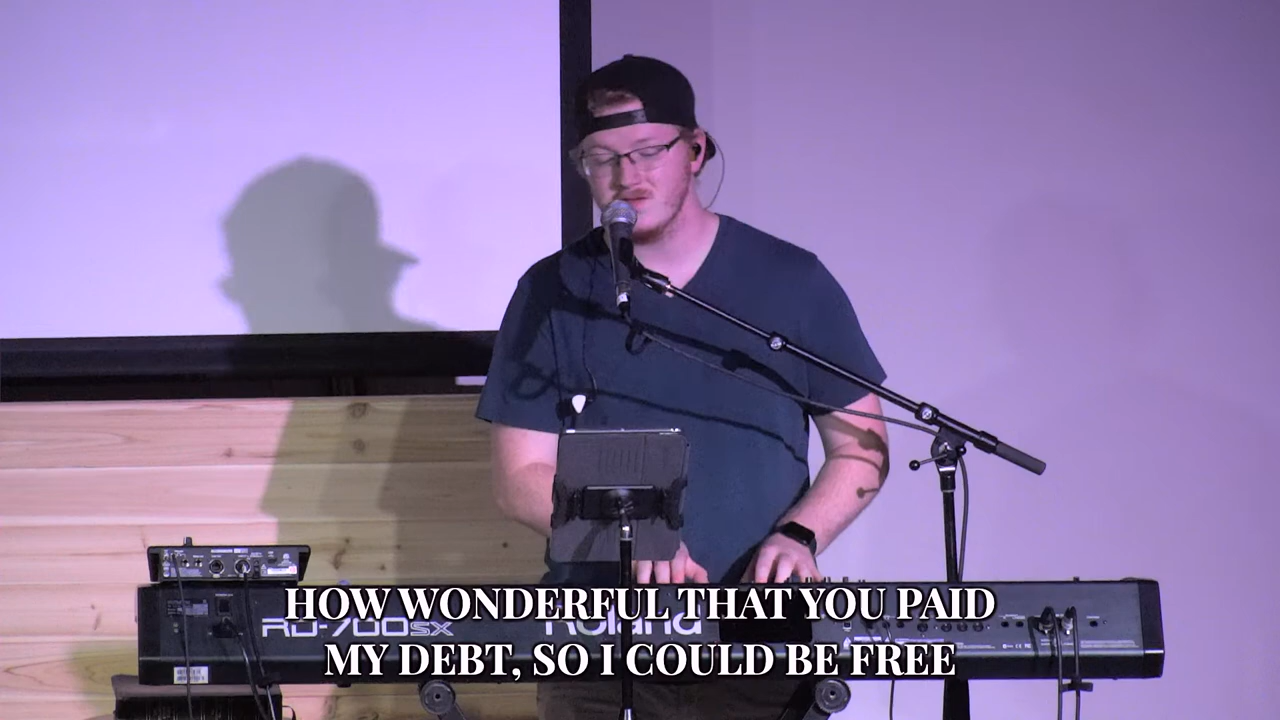 RD-700SX Roland
HOW WONDERFUL THAT YOU PAID
MY DEBT, SO I COULD BE FREE